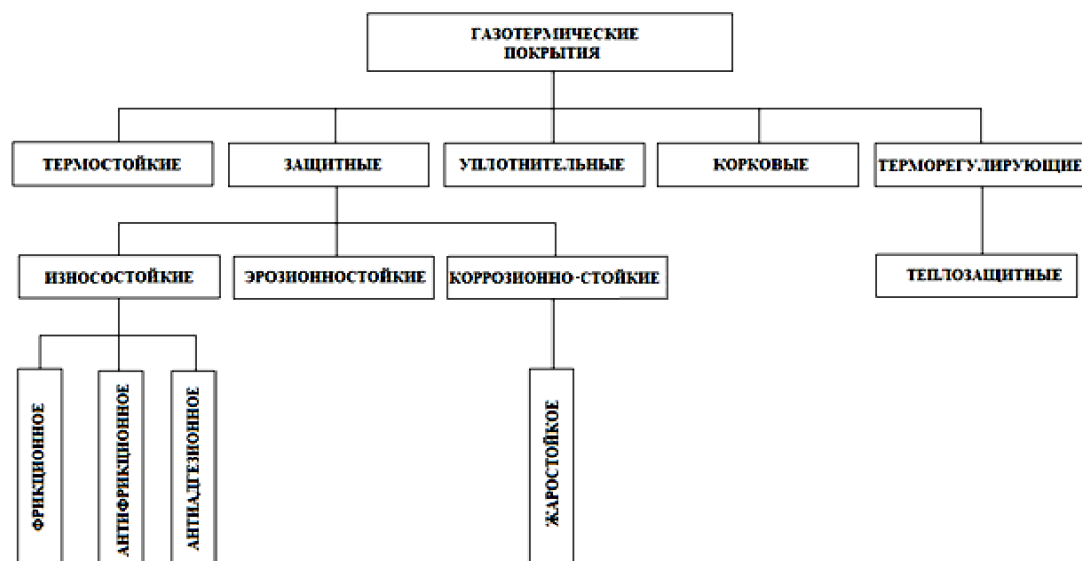 ГАЗОТЕРМИЧЕСКИЕ
ПОКРЫТИЯ
ТЕРМОСТОЙКИЕ
ЗАЩИТНЫЕ
УПЛОТНИТЕЛЬНЫЕ
КОРКОВЫЕ
ТЕРМОРЕГУЛИРУЮЩИЕ
ИЗНОСОСТОЙКИЕ
ЭРОЗИОННОСТОЙКИЕ
КОРРОЗИОННО-СТОЙКИЕ
ТЕПЛОЗАЩИТНЫЕ
ФРИКЦИОННОЕ
АНТИФРИКЦИОННОЕ
АНТИАДГЕЗИОННОЕ
ЖАРОСТОЙКОЕ